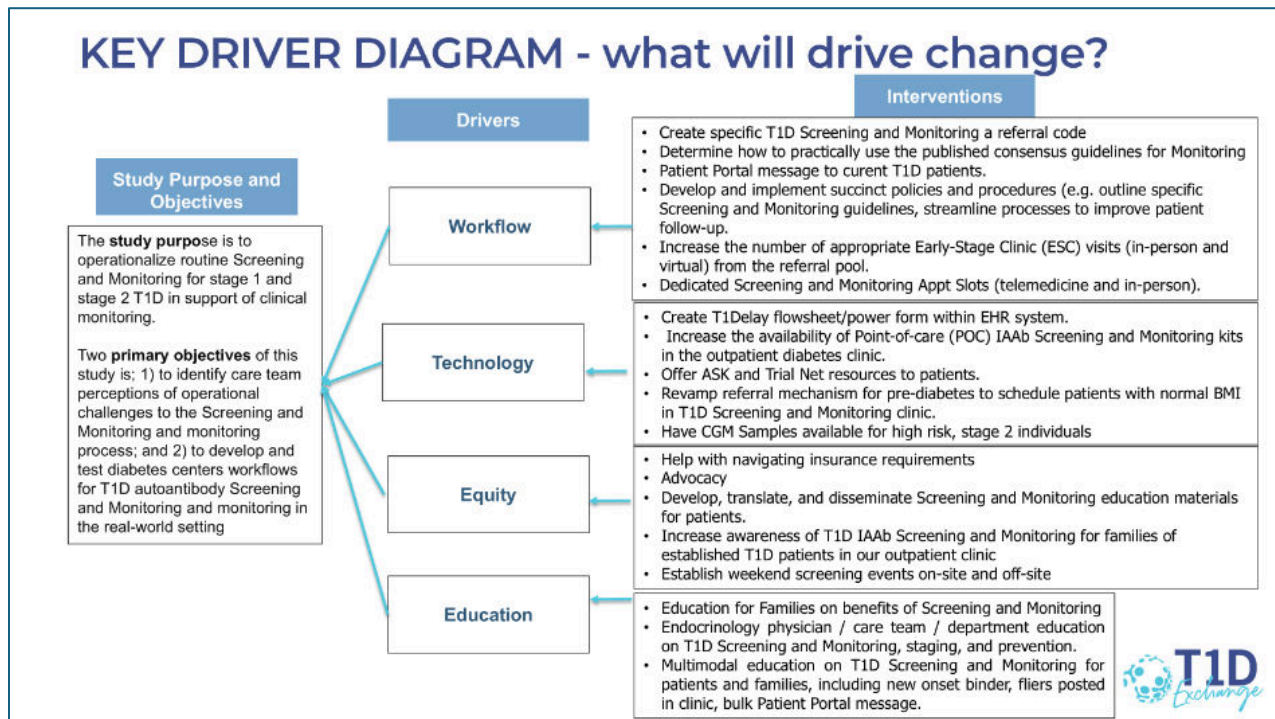 KEY DRIVER DIAGRAM - what will drive change?
Study Purpose and
Objectives
The study purpose is to
operationalize routine Screening
and Monitoring for stage 1 and
stage 2 T1D in support of clinical
monitoring.
Two primary objectives of this
study is; 1) to identify care team
perceptions of operational
challenges to the Screening and
Monitoring and monitoring
process; and 2) to develop and
test diabetes centers workflows
for T1D autoantibody Screening
and Monitoring and monitoring in
the real-world setting
Drivers
Workflow
Technology
Equity
Education
Interventions
• Create specific T1D Screening and Monitoring a referral code
• Determine how to practically use the published consensus guidelines for Monitoring
• Patient Portal message to curent T1D patients.
• Develop and implement succinct policies and procedures (e.g. outline specific
Screening and Monitoring guidelines, streamline processes to improve patient
follow-up.
• Increase the number of appropriate Early-Stage Clinic (ESC) visits (in-person and
virtual) from the referral pool.
• Dedicated Screening and Monitoring Appt Slots (telemedicine and in-person).
• Create T1Delay flowsheet/power form within EHR system.
• Increase the availability of Point-of-care (POC) IAAb Screening and Monitoring kits
in the outpatient diabetes clinic.
• Offer ASK and Trial Net resources to patients.
• Revamp referral mechanism for pre-diabetes to schedule patients with normal BMI
in T1D Screening and Monitoring clinic.
• Have CGM Samples available for high risk, stage 2 individuals
• Help with navigating insurance requirements
• Advocacy
• Develop, translate, and disseminate Screening and Monitoring education materials
for patients.
• Increase awareness of T1D IAAb Screening and Monitoring for families of
established T1D patients in our outpatient clinic
• Establish weekend screening events on-site and off-site
• Education for Families on benefits of Screening and Monitoring
• Endocrinology physician / care team / department education
on T1D Screening and Monitoring, staging, and prevention.
• Multimodal education on T1D Screening and Monitoring for
patients and families, including new onset binder, fliers posted
in clinic, bulk Patient Portal message.
T1D
Exchange